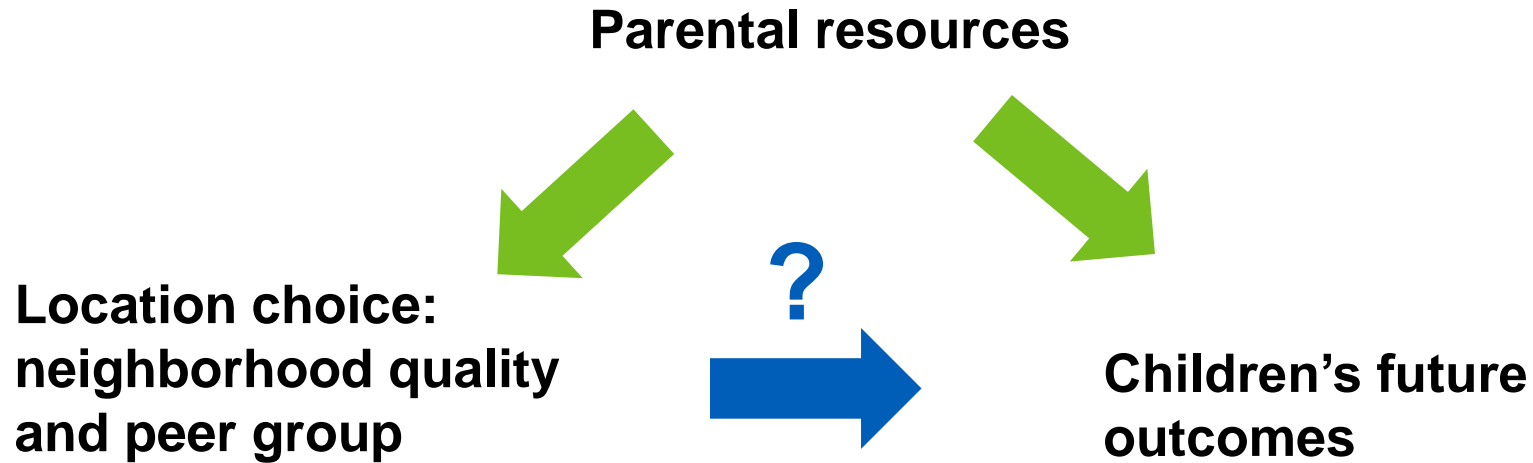 Parental resources
?
Location choice:
neighborhood quality
and peer group
Children’s future
outcomes